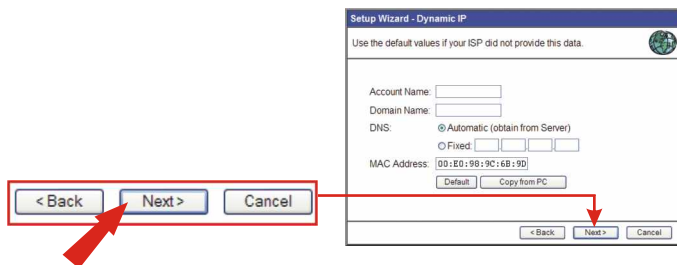 Setup Wizard - Dynamic IP
Use the default values if your ISP did not provide this data.
Account Name:
Domain Name:
DNS: Automatic (obtain from Server)
Fixed: . . .
MAC Address: 00:E0:98:9C:6B:9D
Default Copy from PC
< Back Next > Cancel
< Back Next > Cancel